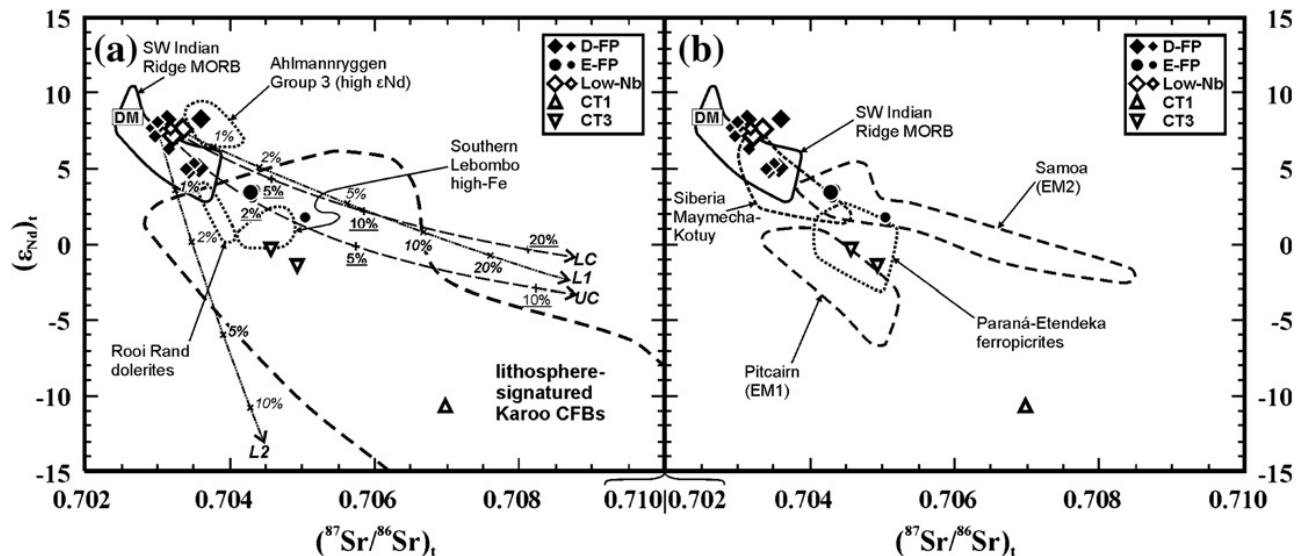 (a)
SW Indian
Ridge MORB
Ahlmannryggen
Group 3 (high εNd)
D-FP
E-FP
Low-Nb
CT1
CT3
DM
1%
2%
5%
10%
20%
1%
2%
5%
10%
5%
10%
20%
2%
5%
10%
LC
L1
UC
L2
Southern
Lebombo
high-Fe
Rooi Rand
dolerites
lithosphere-
signatured
Karoo CFBs
15
10
5
0
-5
-10
-15
(εNd)t
0.702
0.704
0.706
0.708
0.710
(⁸⁷Sr/⁸⁶Sr)t
(b)
D-FP
E-FP
Low-Nb
CT1
CT3
DM
SW Indian
Ridge MORB
Samoa
(EM2)
Siberia
Maymecha-
Kotuy
Paraná-Etendeka
ferropicrites
Pitcairn
(EM1)
15
10
5
0
-5
-10
-15
0.702
0.704
0.706
0.708
0.710
(⁸⁷Sr/⁸⁶Sr)t